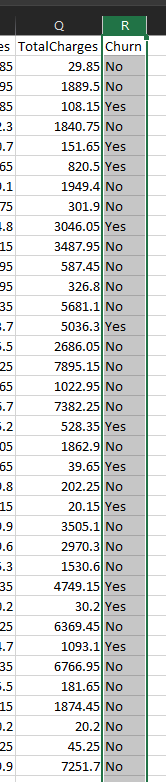 Q R
es TotalCharges Churn
85 29.85 No
95 1889.5 No
85 108.15 Yes
2.3 1840.75 No
0.7 151.65 Yes
65 820.5 Yes
9.1 1949.4 No
75 301.9 No
4.8 3046.05 Yes
15 3487.95 No
95 587.45 No
95 326.8 No
35 5681.1 No
3.7 5036.3 Yes
5.5 2686.05 No
25 7895.15 No
65 1022.95 No
5.7 7382.25 No
5.2 528.35 Yes
05 1862.9 No
65 39.65 Yes
9.8 202.25 No
15 20.15 Yes
9.9 3505.1 No
9.6 2970.3 No
5.3 1530.6 No
35 4749.15 Yes
0.2 30.2 Yes
25 6369.45 No
4.7 1093.1 Yes
35 6766.95 No
5.5 181.65 No
15 1874.45 No
0.2 20.2 No
25 45.25 No
9.9 7251.7 No